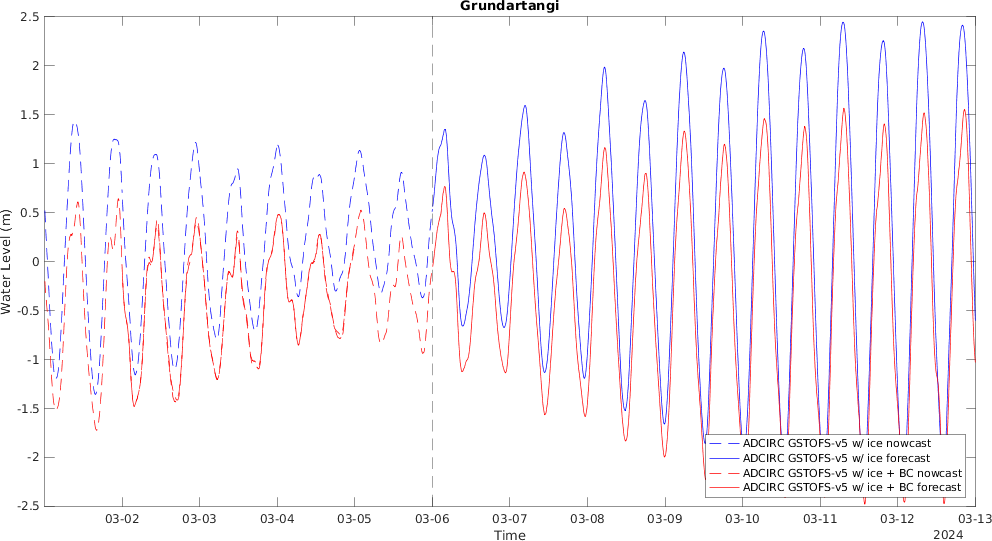 Grundartangi
2.5
2
1.5
1
0.5
0
-0.5
-1
-1.5
-2
-2.5
Water Level (m)
ADCIRC GSTOFS-v5 w/ ice nowcast
ADCIRC GSTOFS-v5 w/ ice forecast
ADCIRC GSTOFS-v5 w/ ice + BC nowcast
ADCIRC GSTOFS-v5 w/ ice + BC forecast
03-02 03-03 03-04 03-05 03-06 03-07 03-08 03-09 03-10 03-11 03-12 03-13
Time
2024